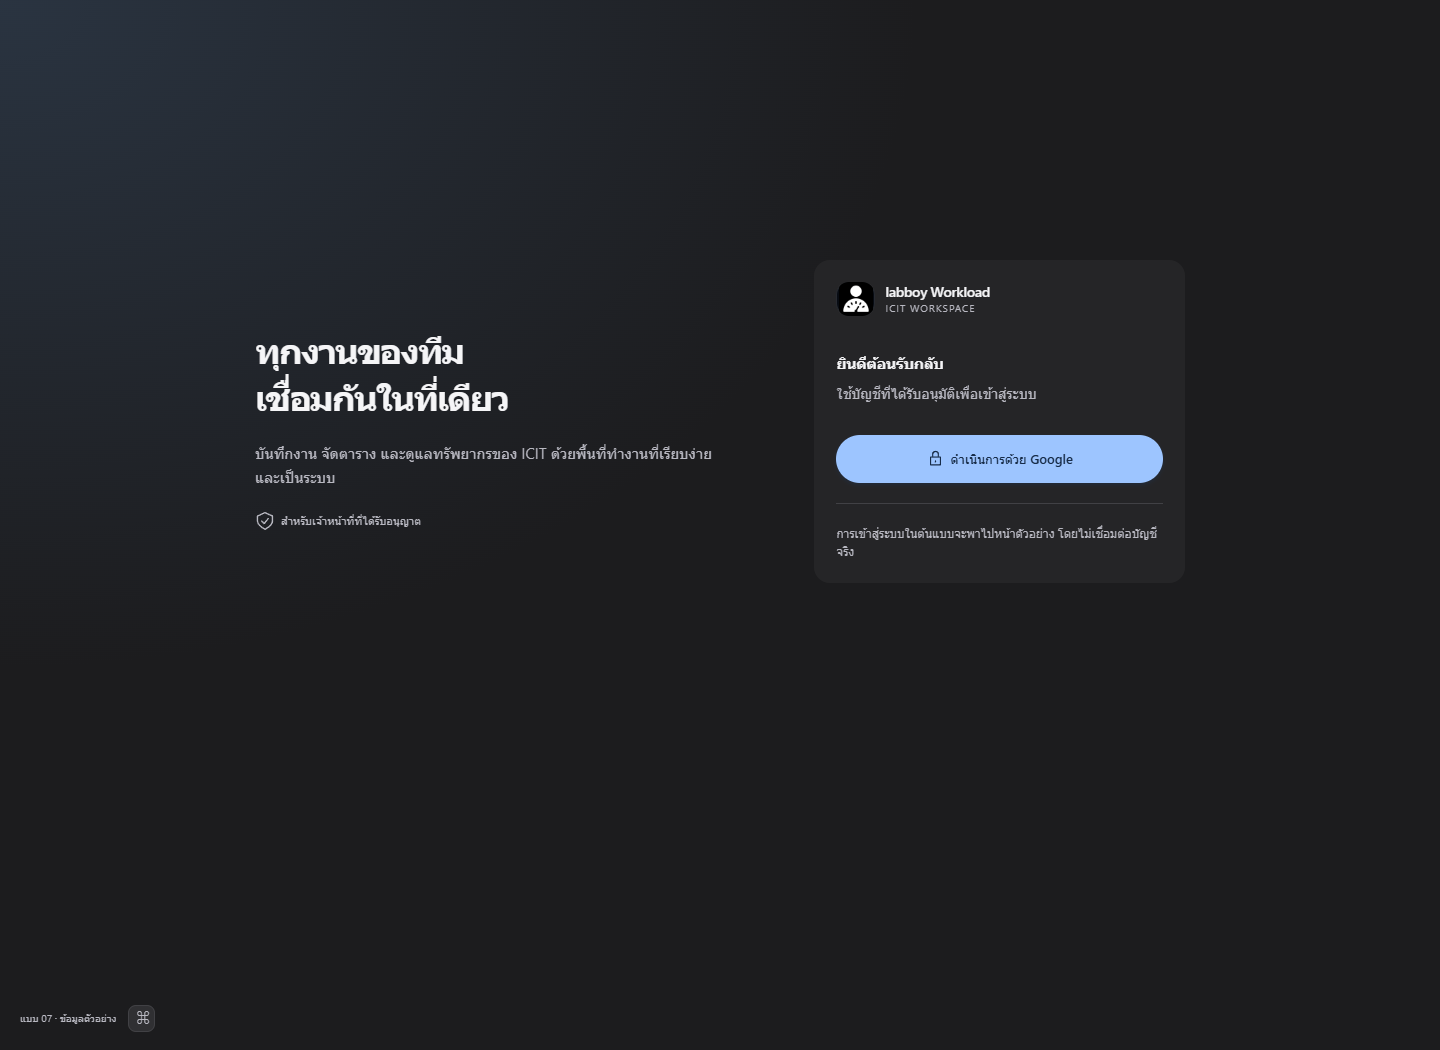 ทุกงานของทีม
เชื่อมกันในที่เดียว
บันทึกงาน จัดตาราง และดูแลทรัพยากรของ ICIT ด้วยพื้นที่ทำงานที่เรียบง่าย
และเป็นระบบ
สำหรับเจ้าหน้าที่ที่ได้รับอนุญาต
labboy Workload
ICIT WORKSPACE
ยินดีต้อนรับกลับ
ใช้บัญชีที่ได้รับอนุมัติเพื่อเข้าสู่ระบบ
ดำเนินการด้วย Google
การเข้าสู่ระบบในต้นแบบจะพาไปหน้าตัวอย่าง โดยไม่เชื่อมต่อบัญชี
จริง
แบบ 07 · ข้อมูลตัวอย่าง